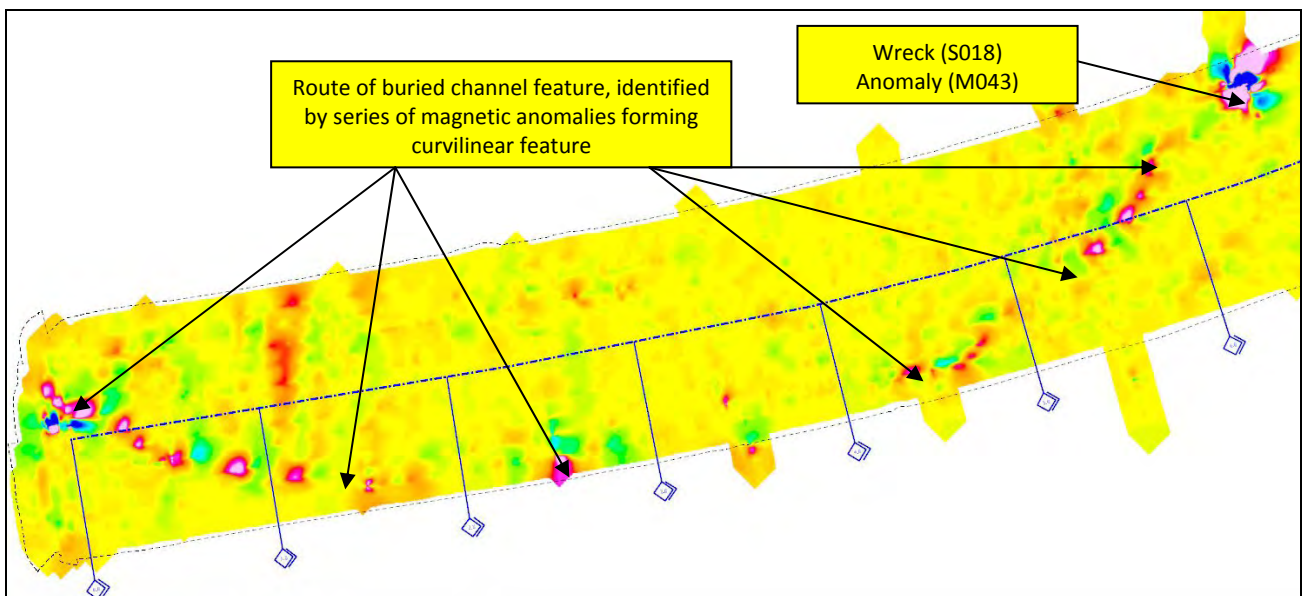 Wreck (S018)
Anomaly (M043)
Route of buried channel feature, identified
by series of magnetic anomalies forming
curvilinear feature